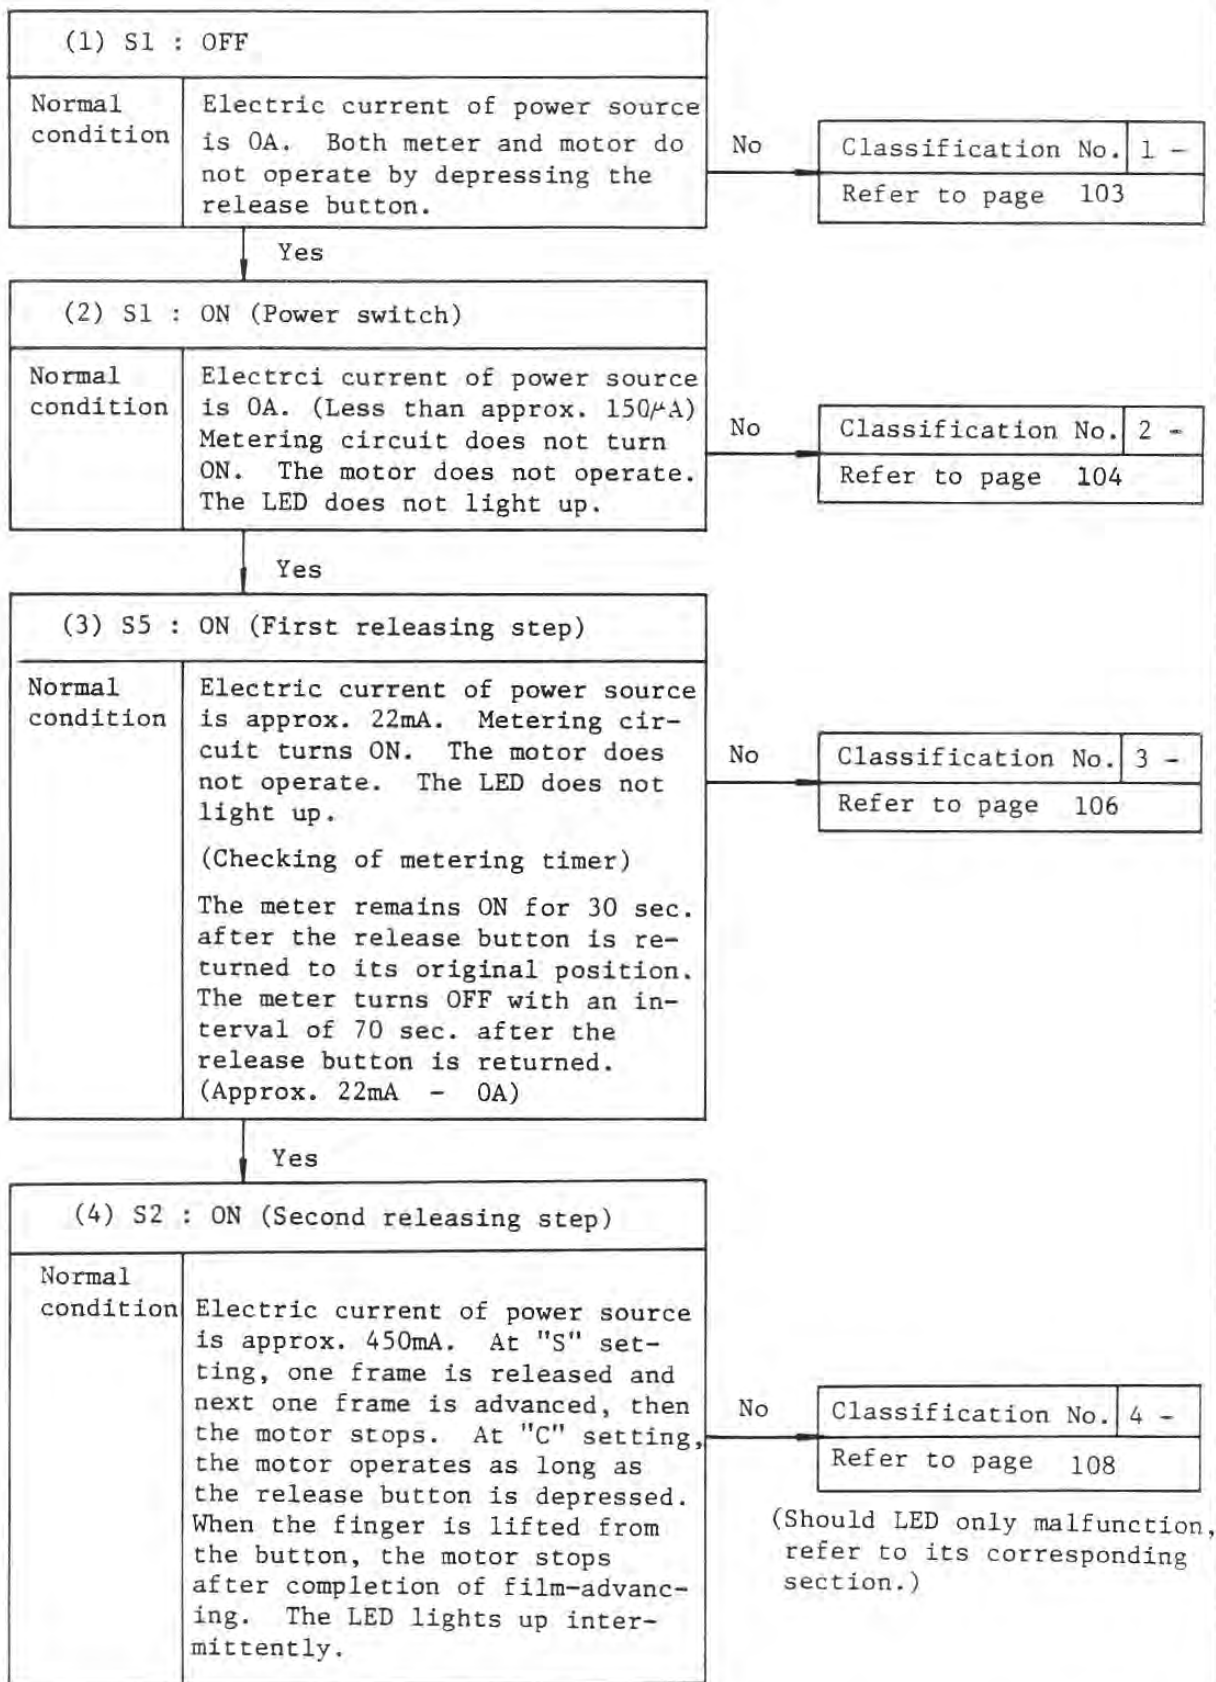 (1) S1 : OFF
Normal
condition
Electric current of power source
is 0A.  Both meter and motor do
not operate by depressing the
release button.
No
Classification No. 1 -
Refer to page 103
Yes
(2) S1 : ON (Power switch)
Normal
condition
Electrci current of power source
is 0A. (Less than approx. 150μA)
Metering circuit does not turn
ON.  The motor does not operate.
The LED does not light up.
No
Classification No. 2 -
Refer to page 104
Yes
(3) S5 : ON (First releasing step)
Normal
condition
Electric current of power source
is approx. 22mA.  Metering cir-
cuit turns ON.  The motor does
not operate.  The LED does not
light up.
(Checking of metering timer)
The meter remains ON for 30 sec.
after the release button is re-
turned to its original position.
The meter turns OFF with an in-
terval of 70 sec. after the
release button is returned.
(Approx. 22mA - 0A)
No
Classification No. 3 -
Refer to page 106
Yes
(4) S2 : ON (Second releasing step)
Normal
condition
Electric current of power source
is approx. 450mA.  At "S" set-
ting, one frame is released and
next one frame is advanced, then
the motor stops.  At "C" setting,
the motor operates as long as
the release button is depressed.
When the finger is lifted from
the button, the motor stops
after completion of film-advanc-
ing.  The LED lights up inter-
mittently.
No
Classification No. 4 -
Refer to page 108
(Should LED only malfunction,
refer to its corresponding
section.)